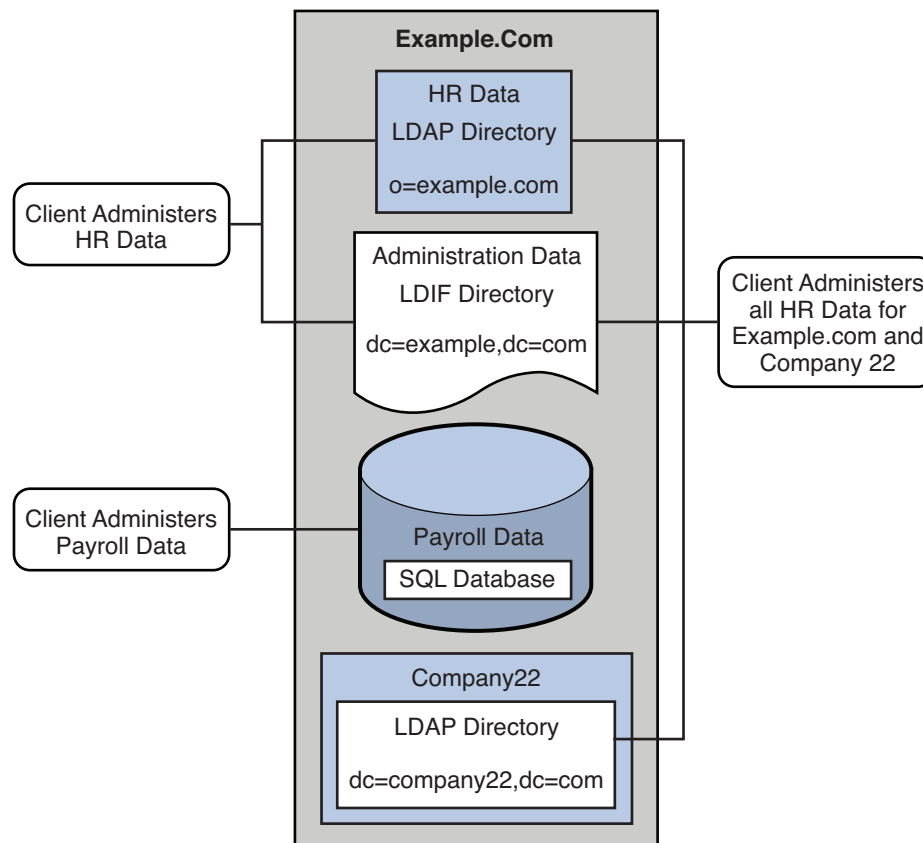 Example.Com
HR Data
LDAP Directory
o=example.com
Client Administers
HR Data
Administration Data
LDIF Directory
dc=example,dc=com
Client Administers
all HR Data for
Example.com and
Company 22
Client Administers
Payroll Data
Payroll Data
SQL Database
Company22
LDAP Directory
dc=company22,dc=com